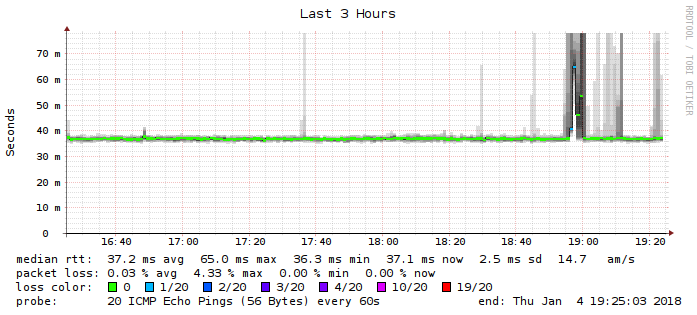 Last 3 Hours
RRDTOOL / TOBI OETIKER
Seconds
70 m
60 m
50 m
40 m
30 m
20 m
10 m
0
16:40 17:00 17:20 17:40 18:00 18:20 18:40 19:00 19:20
median rtt: 37.2 ms avg 65.0 ms max 36.3 ms min 37.1 ms now 2.5 ms sd 14.7 am/s
packet loss: 0.03 % avg 4.33 % max 0.00 % min 0.00 % now
loss color: 0 1/20 2/20 3/20 4/20 10/20 19/20
probe: 20 ICMP Echo Pings (56 Bytes) every 60s end: Thu Jan 4 19:25:03 2018